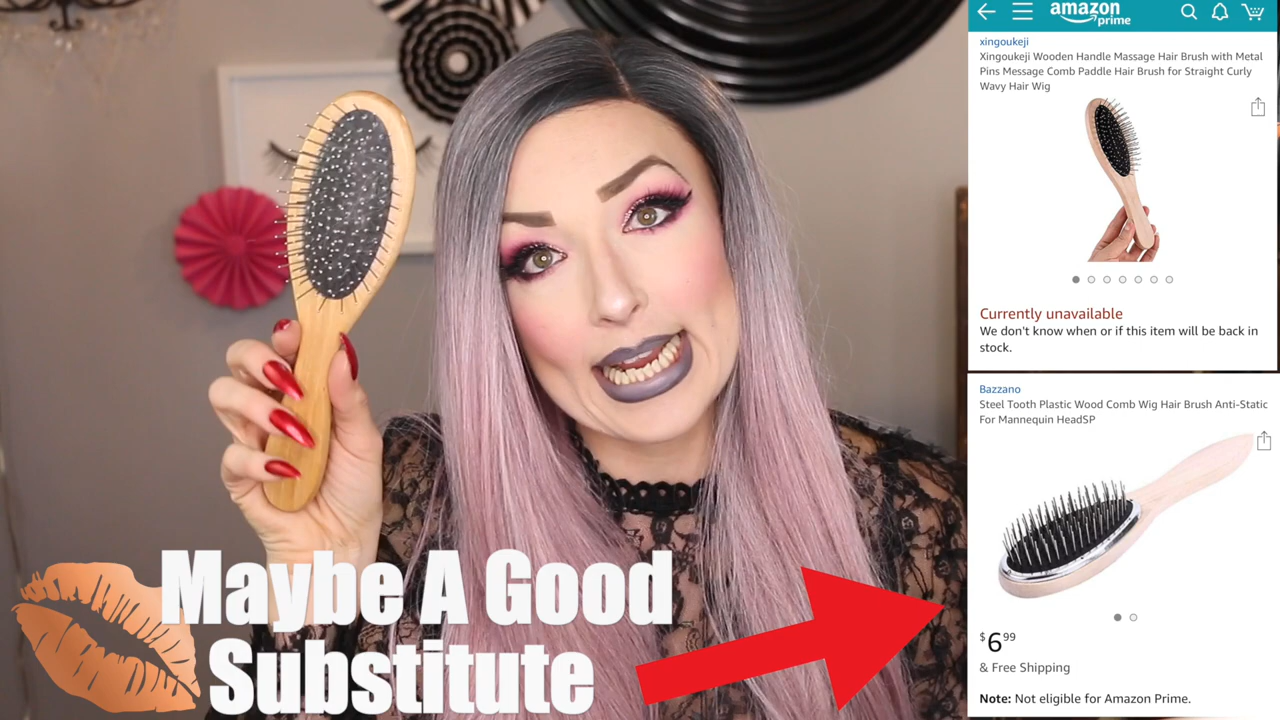 Maybe A Good
Substitute
amazon
prime
xingoukeji
Xingoukeji Wooden Handle Massage Hair Brush with Metal
Pins Message Comb Paddle Hair Brush for Straight Curly
Wavy Hair Wig
Currently unavailable
We don't know when or if this item will be back in
stock.
Bazzano
Steel Tooth Plastic Wood Comb Wig Hair Brush Anti-Static
For Mannequin HeadSP
$6 99
& Free Shipping
Note: Not eligible for Amazon Prime.